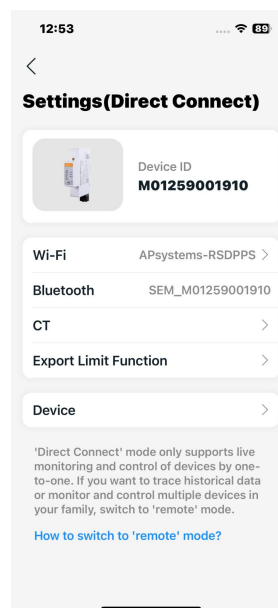 12:53
89
Settings(Direct Connect)
Device ID
M01259001910
Wi-Fi APsystems-RSDPPS
Bluetooth SEM_M01259001910
CT
Export Limit Function
Device
'Direct Connect' mode only supports live
monitoring and control of devices by one-
to-one. If you want to trace historical data
or monitor and control multiple devices in
your family, switch to 'remote' mode.
How to switch to 'remote' mode?